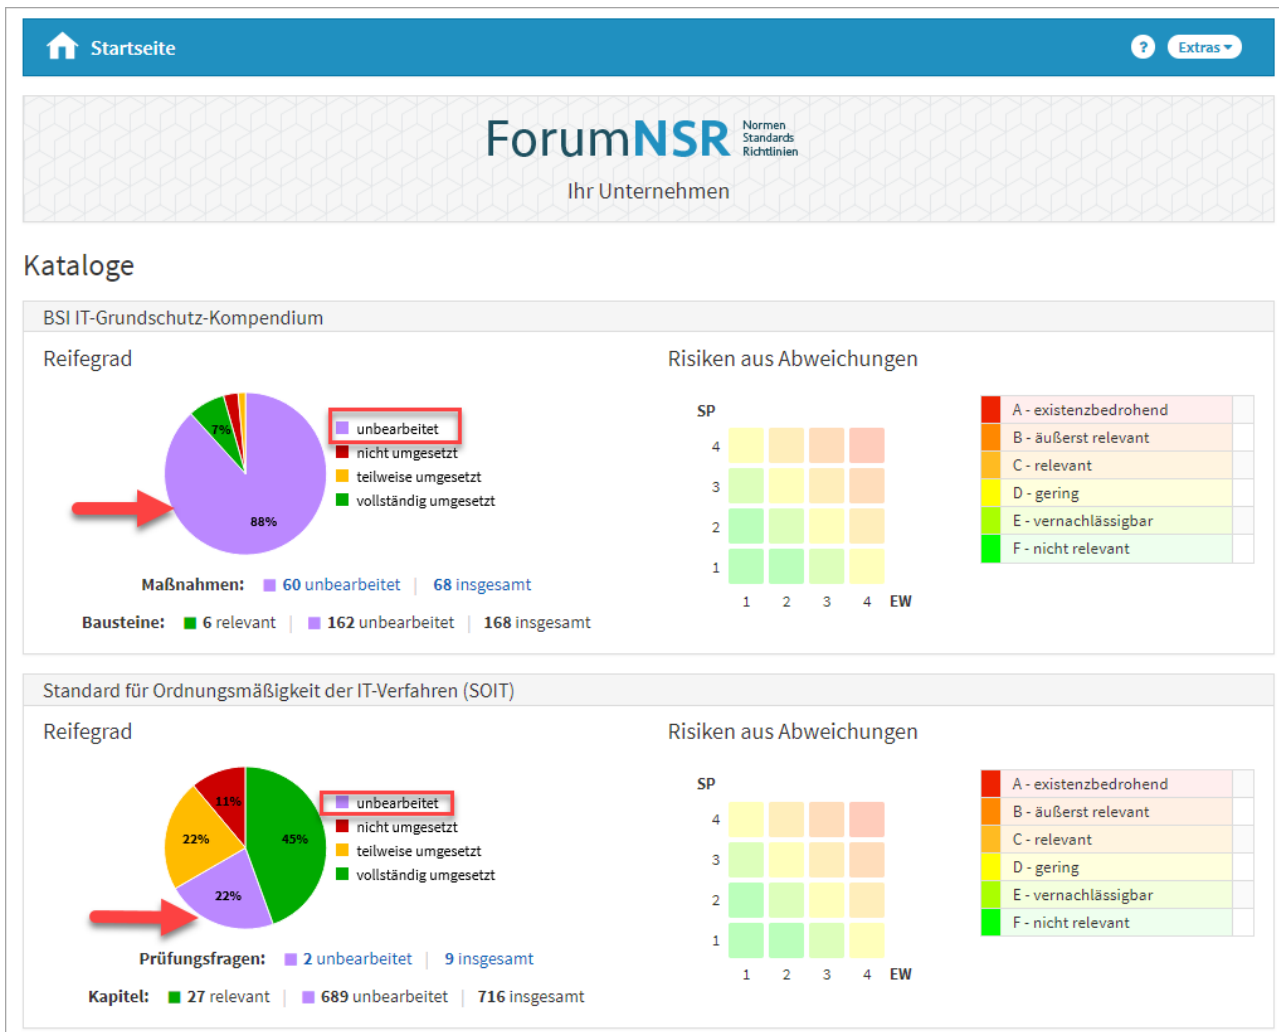 Startseite
? Extras
ForumNSR Normen
Standards
Richtlinien
Ihr Unternehmen
Kataloge
BSI IT-Grundschutz-Kompendium
Reifegrad
7%
88%
unbearbeitet
nicht umgesetzt
teilweise umgesetzt
vollständig umgesetzt
Maßnahmen: 60 unbearbeitet | 68 insgesamt
Bausteine: 6 relevant | 162 unbearbeitet | 168 insgesamt
Risiken aus Abweichungen
SP
4
3
2
1
1 2 3 4 EW
A - existenzbedrohend
B - äußerst relevant
C - relevant
D - gering
E - vernachlässigbar
F - nicht relevant
Standard für Ordnungsmäßigkeit der IT-Verfahren (SOIT)
Reifegrad
11%
22%
45%
22%
unbearbeitet
nicht umgesetzt
teilweise umgesetzt
vollständig umgesetzt
Prüfungsfragen: 2 unbearbeitet | 9 insgesamt
Kapitel: 27 relevant | 689 unbearbeitet | 716 insgesamt
Risiken aus Abweichungen
SP
4
3
2
1
1 2 3 4 EW
A - existenzbedrohend
B - äußerst relevant
C - relevant
D - gering
E - vernachlässigbar
F - nicht relevant